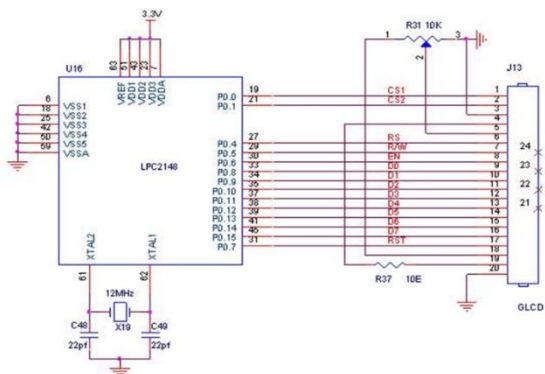 3.3V
R31 10K
1
3
2
U16
J13
63
51
43
23
7
VREF
VDD1
VDD2
VDD3
VDDA
6 VSS1
18 VSS2
25 VSS3
42 VSS4
50 VSS5
59 VSSA
LPC2148
P0.0 19 CS1
P0.1 21 CS2
P0.4 27 RS
P0.5 29 R/W
P0.6 30 EN
P0.8 33 D0
P0.9 34 D1
P0.10 35 D2
P0.11 37 D3
P0.12 38 D4
P0.13 39 D5
P0.14 41 D6
P0.15 45 D7
P0.7 31 RST
1
2
3
4
5
6
7
8
9
10
11
12
13
14
15
16
17
18
19
20
24
23
22
21
XTAL2
XTAL1
61
62
12MHz
X19
C48
22pf
C49
22pf
R37 10E
GLCD